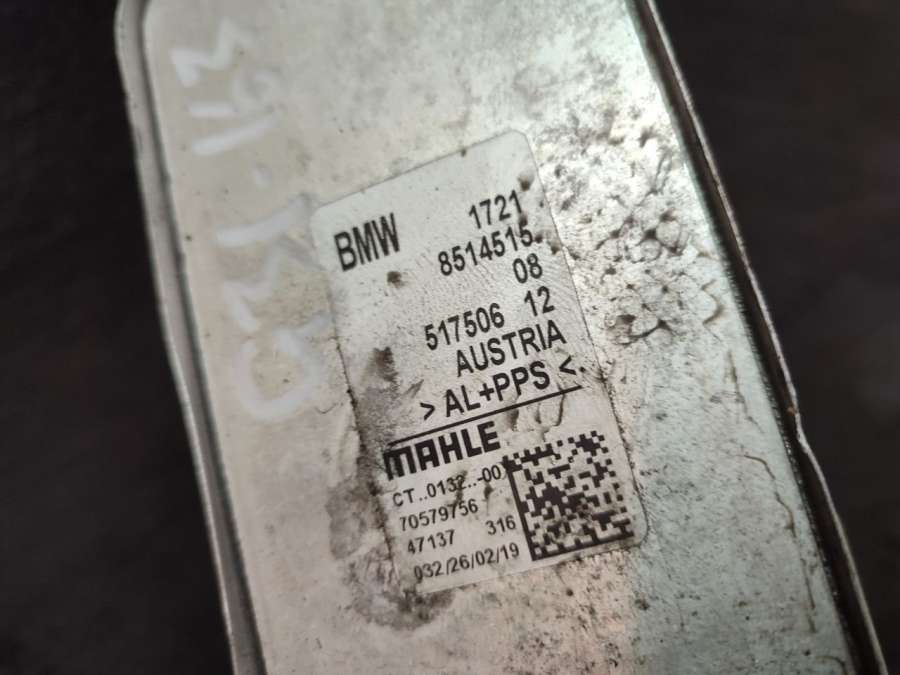 BMW 1721
8514515
08
517506 12
AUSTRIA
> AL+PPS <.
MAHLE
CT..0132..-00
70579756
47137 316
032/26/02/19